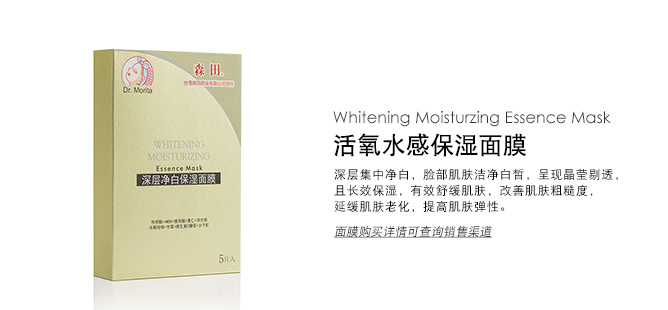 森田
Dr. Morita
WHITENING
MOISTURIZING
Essence Mask
深层净白保湿面膜
5片入
Whitening Moisturzing Essence Mask
活氧水感保湿面膜
深层集中净白，脸部肌肤洁净白皙，呈现晶莹剔透，
且长效保湿，有效舒缓肌肤，改善肌肤粗糙度，
延缓肌肤老化，提高肌肤弹性。
面膜购买详情可查询销售渠道